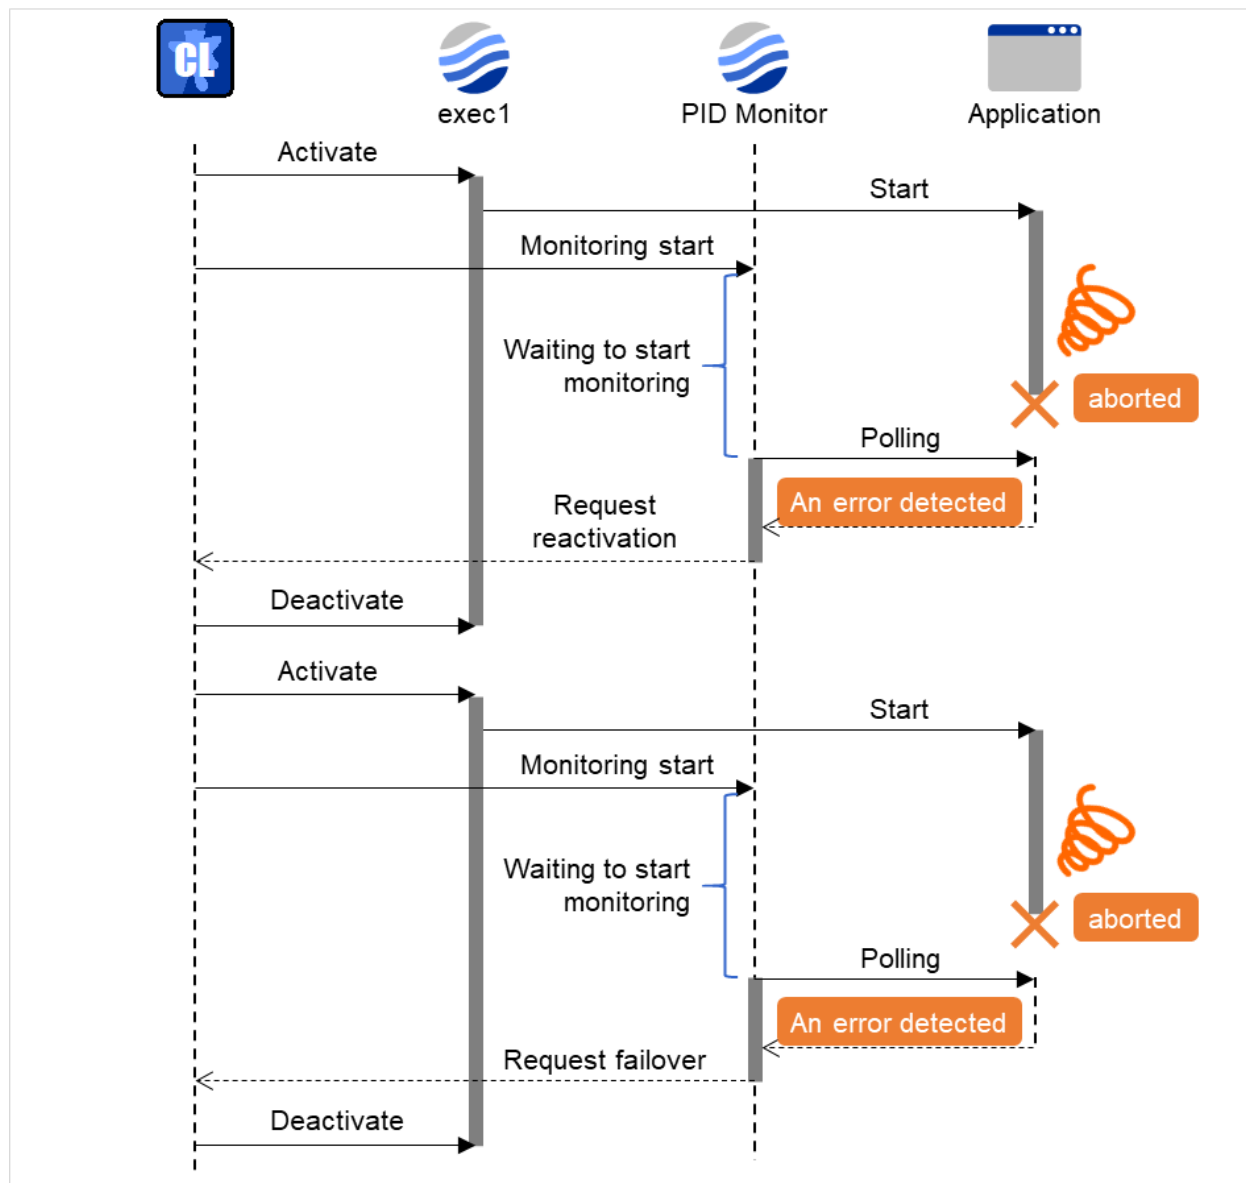 CL
exec1
PID Monitor
Application
Activate
Start
Monitoring start
Waiting to start
monitoring
aborted
Polling
An error detected
Request
reactivation
Deactivate
Activate
Start
Monitoring start
Waiting to start
monitoring
aborted
Polling
An error detected
Request failover
Deactivate